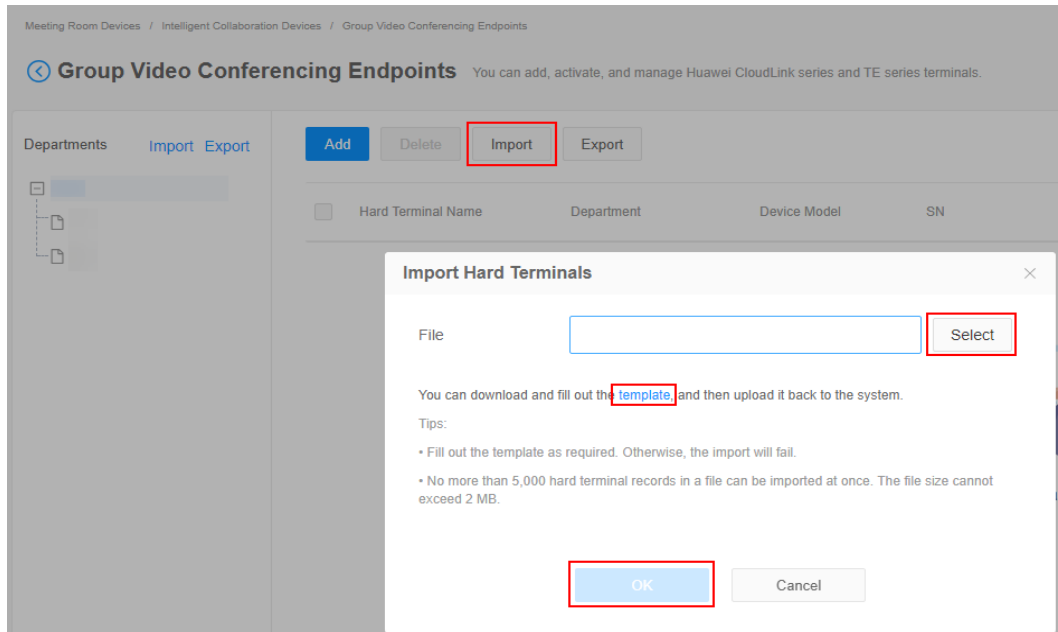 Meeting Room Devices / Intelligent Collaboration Devices / Group Video Conferencing Endpoints
Group Video Conferencing Endpoints You can add, activate, and manage Huawei CloudLink series and TE series terminals.
Departments Import Export
Add Delete Import Export
Hard Terminal Name Department Device Model SN
Import Hard Terminals
File Select
You can download and fill out the template, and then upload it back to the system.
Tips:
• Fill out the template as required. Otherwise, the import will fail.
• No more than 5,000 hard terminal records in a file can be imported at once. The file size cannot
exceed 2 MB.
OK Cancel